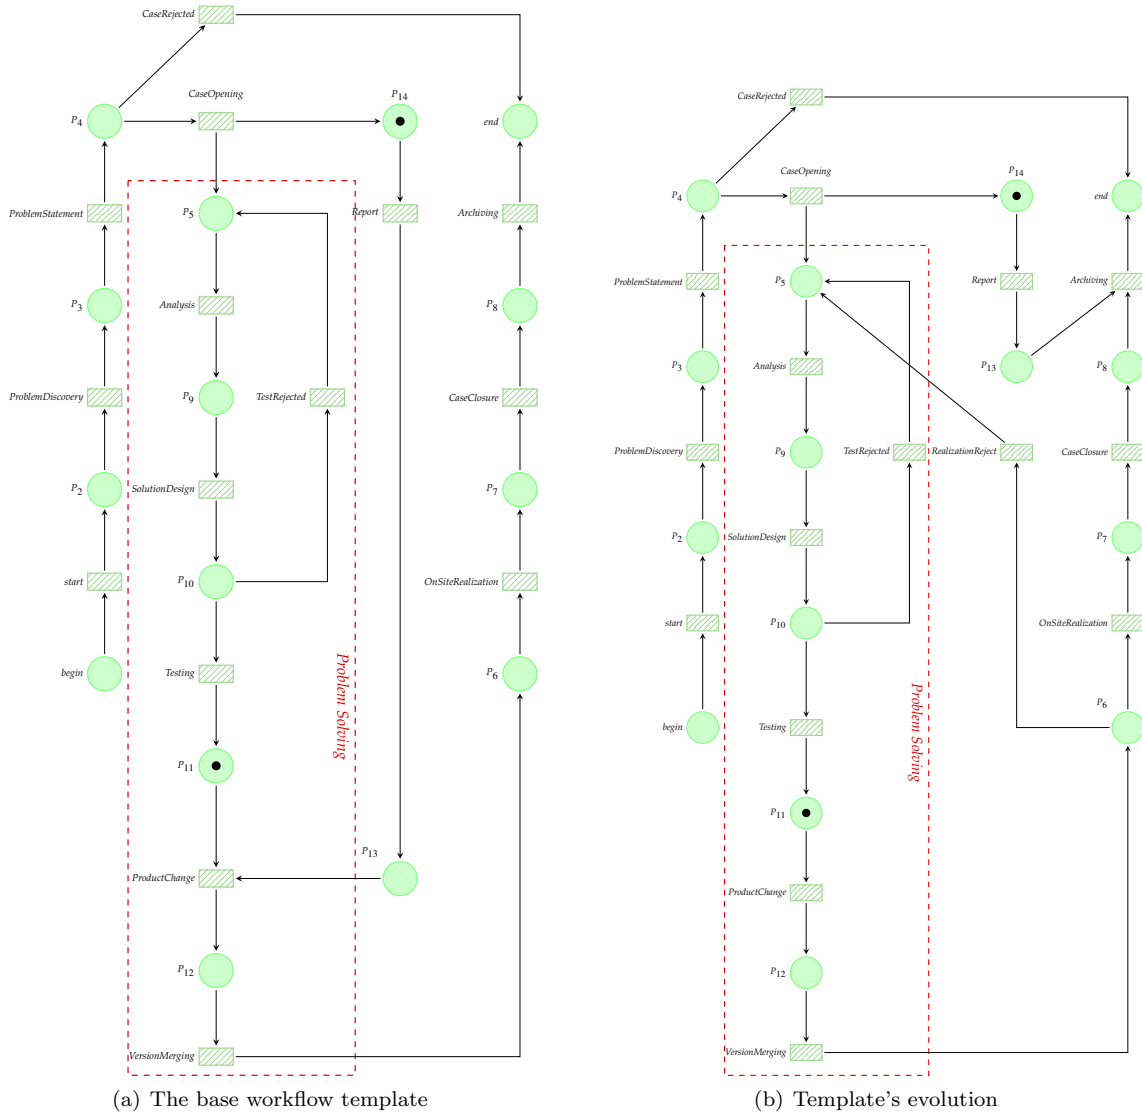 CaseRejected
CaseOpening
P14
P4
end
P5
ProblemStatement
Report
Archiving
P3
Analysis
P8
ProblemDiscovery
P9
TestRejected
CaseClosure
P2
SolutionDesign
P7
start
P10
OnSiteRealization
begin
Testing
Problem Solving
P6
P11
P13
ProductChange
P12
VersionMerging
(a) The base workflow template
CaseRejected
CaseOpening
P14
P4
end
P5
ProblemStatement
Report
Archiving
P3
Analysis
P13
P8
ProblemDiscovery
P9
TestRejected
RealizationReject
CaseClosure
P2
SolutionDesign
P7
start
P10
OnSiteRealization
begin
Testing
Problem Solving
P6
P11
ProductChange
P12
VersionMerging
(b) Template's evolution